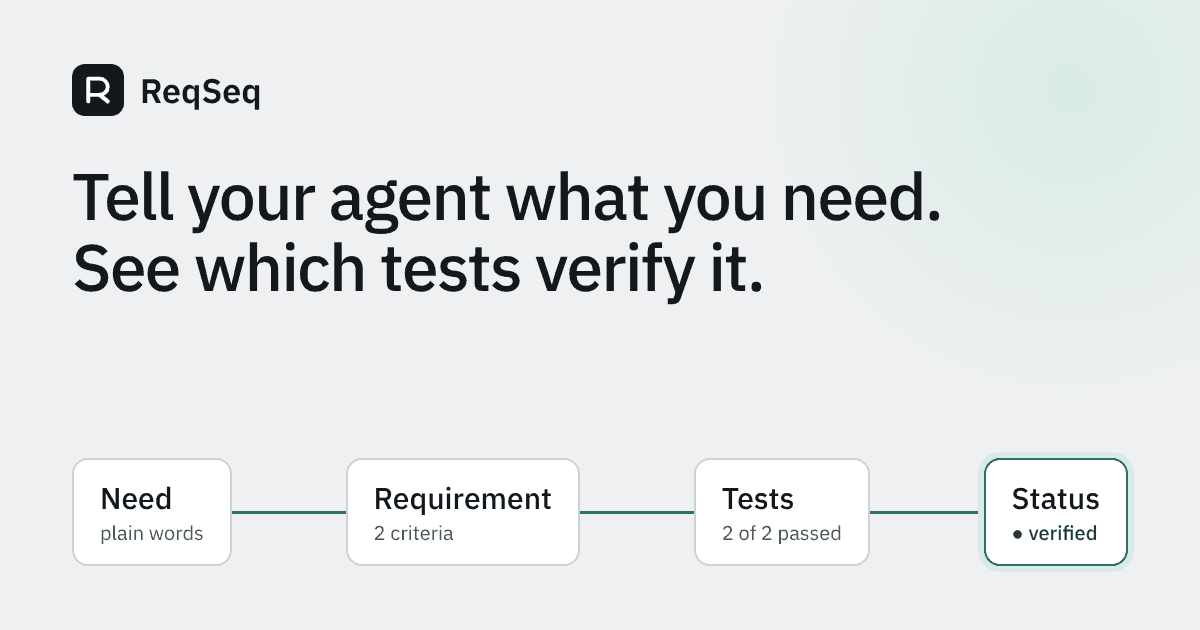 ReqSeq
Tell your agent what you need.
See which tests verify it.
Need
plain words
Requirement
2 criteria
Tests
2 of 2 passed
Status
● verified